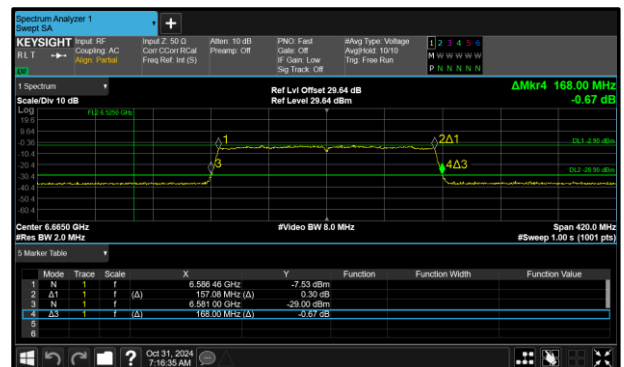 Spectrum Analyzer 1
Swept SA
+
KEYSIGHT Input: RF Input Z: 50 Ω Atten: 10 dB PNO: Fast #Avg Type: Voltage 1 2 3 4 5 6
RLT Coupling: AC Corr CCorr RCal Preamp: Off Gate: Off Avg|Hold: 10/10 M W W W W W
Align: Partial Freq Ref: Int (S) IF Gain: Low Trig: Free Run
Sig Track: Off P N N N N N
1 Spectrum Ref Lvl Offset 29.64 dB ΔMkr4 168.00 MHz
Scale/Div 10 dB Ref Level 29.64 dBm -0.67 dB
Log
19.6 FL2 6.5250 GHz
9.64
-0.36 1 2Δ1 DL1 -2.90 dBm
-10.4
-20.4 3 4Δ3 DL2 -28.90 dBm
-30.4
-40.4
-50.4
-60.4
Center 6.6650 GHz #Video BW 8.0 MHz Span 420.0 MHz
#Res BW 2.0 MHz #Sweep 1.00 s (1001 pts)
5 Marker Table
Mode Trace Scale X Y Function Function Width Function Value
1 N 1 f 6.586 46 GHz -7.53 dBm
2 Δ1 1 f (Δ) 157.08 MHz (Δ) 0.30 dB
3 N 1 f 6.581 00 GHz -29.00 dBm
4 Δ3 1 f (Δ) 168.00 MHz (Δ) -0.67 dB
5
6
? Oct 31, 2024
7:16:35 AM